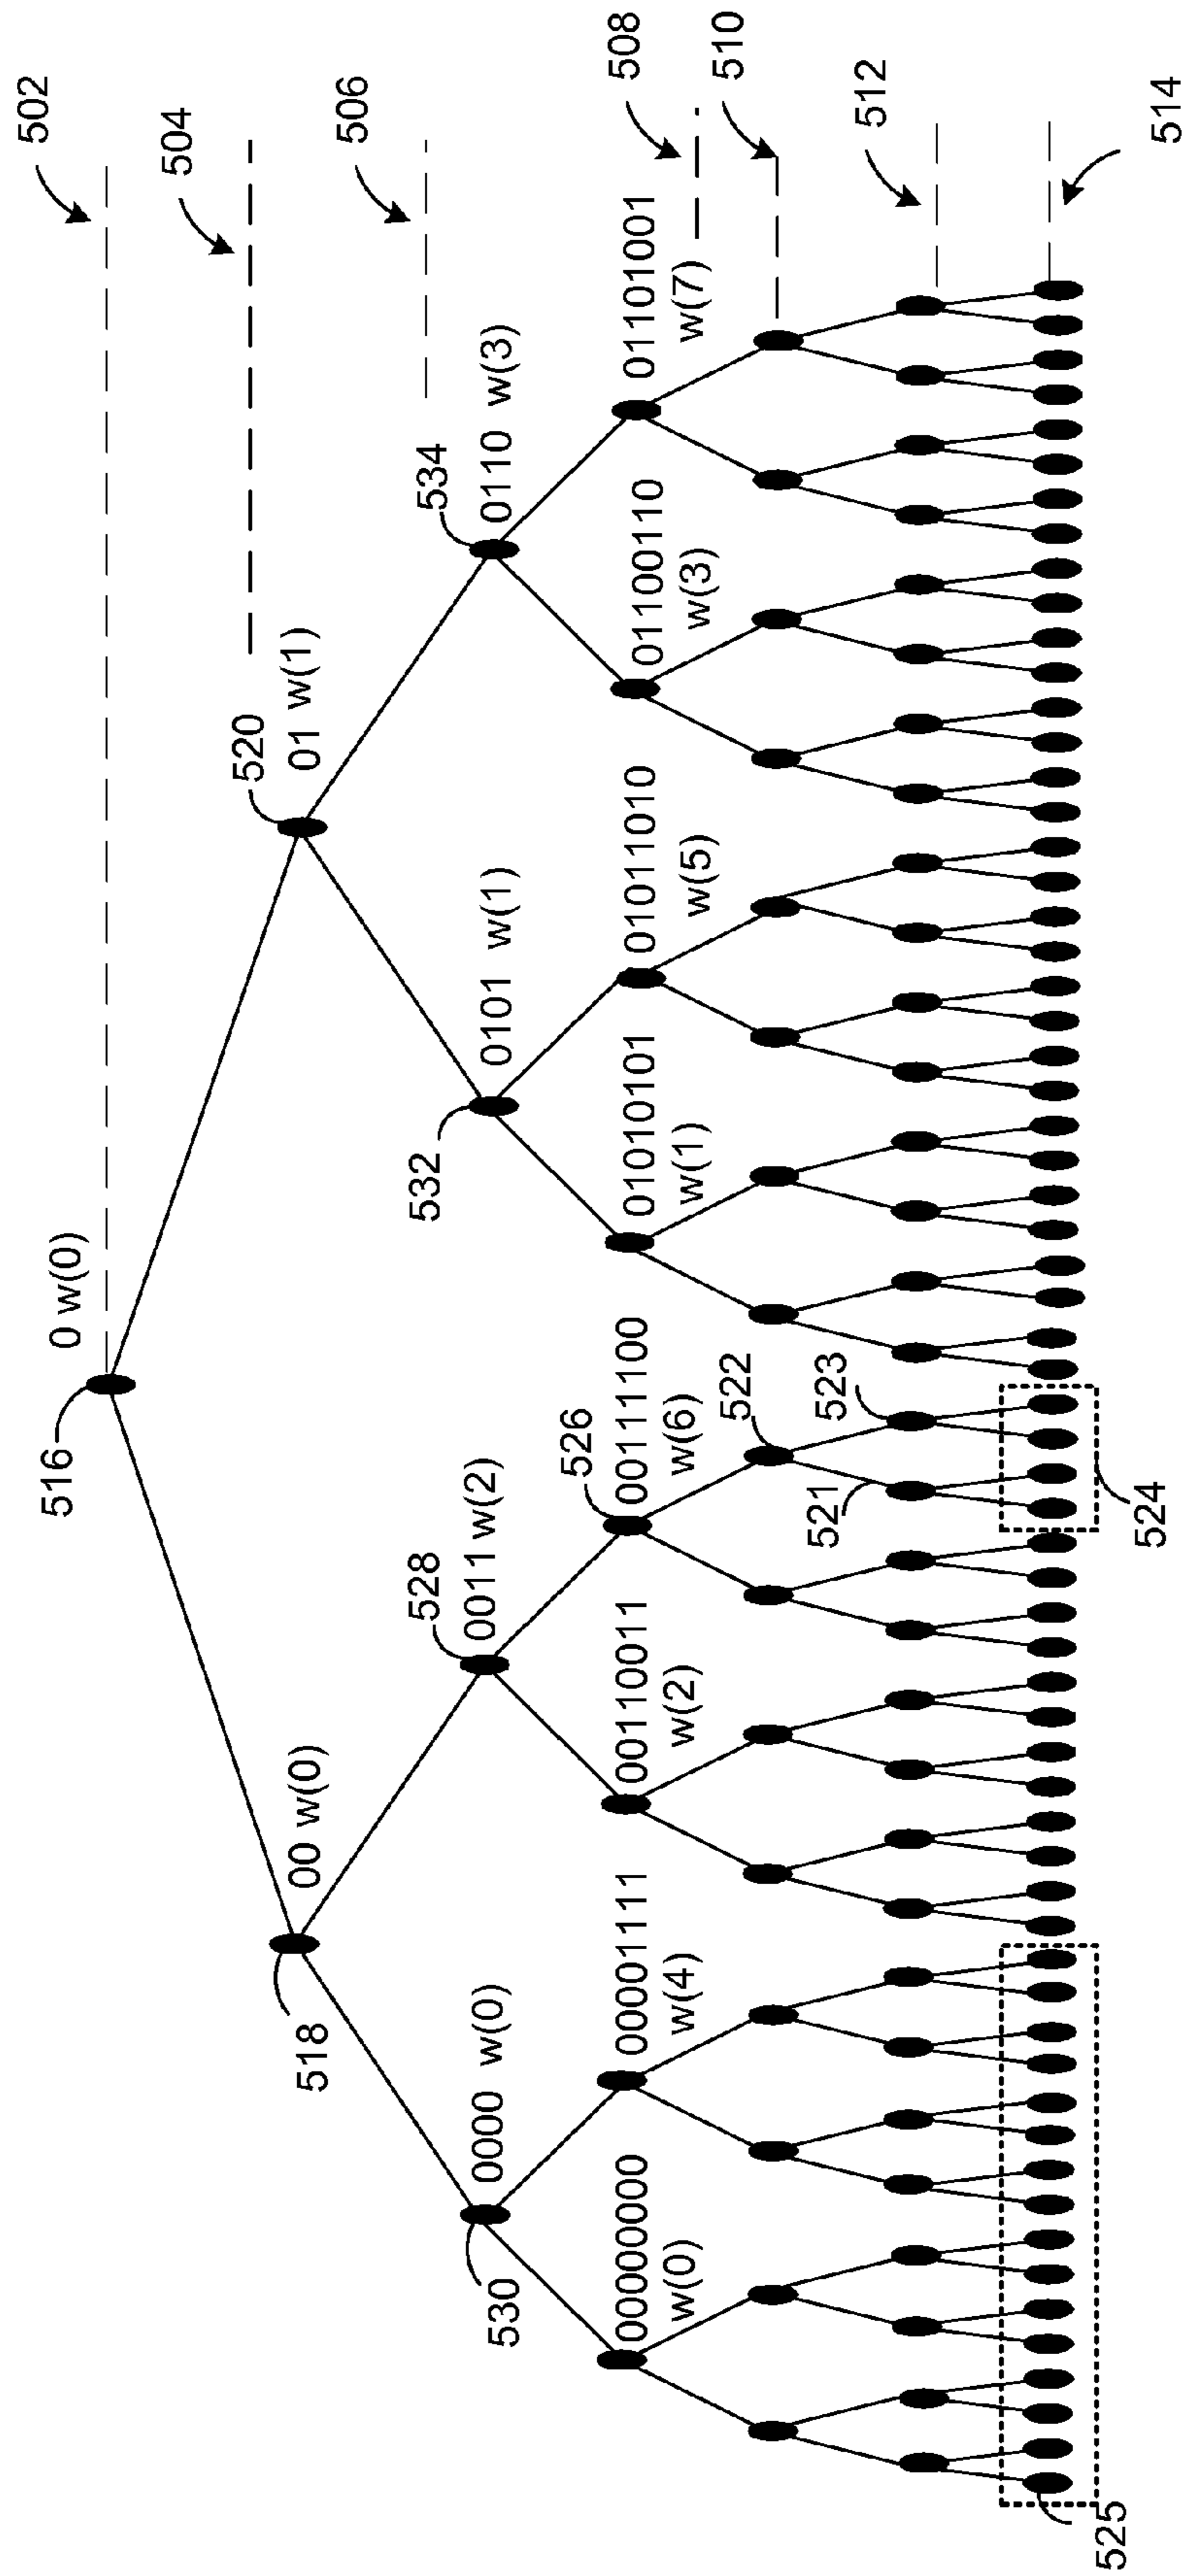 502
504
506
508
510
512
514
516
0 w(0)
518
00 w(0)
520
01 w(1)
530
0000 w(0)
528
0011 w(2)
532
0101 w(1)
534
0110 w(3)
00000000
w(0)
00001111
w(4)
00110011
w(2)
526
00111100
w(6)
01010101
w(1)
01011010
w(5)
01100110
w(3)
01101001
w(7)
522
521
523
524
525